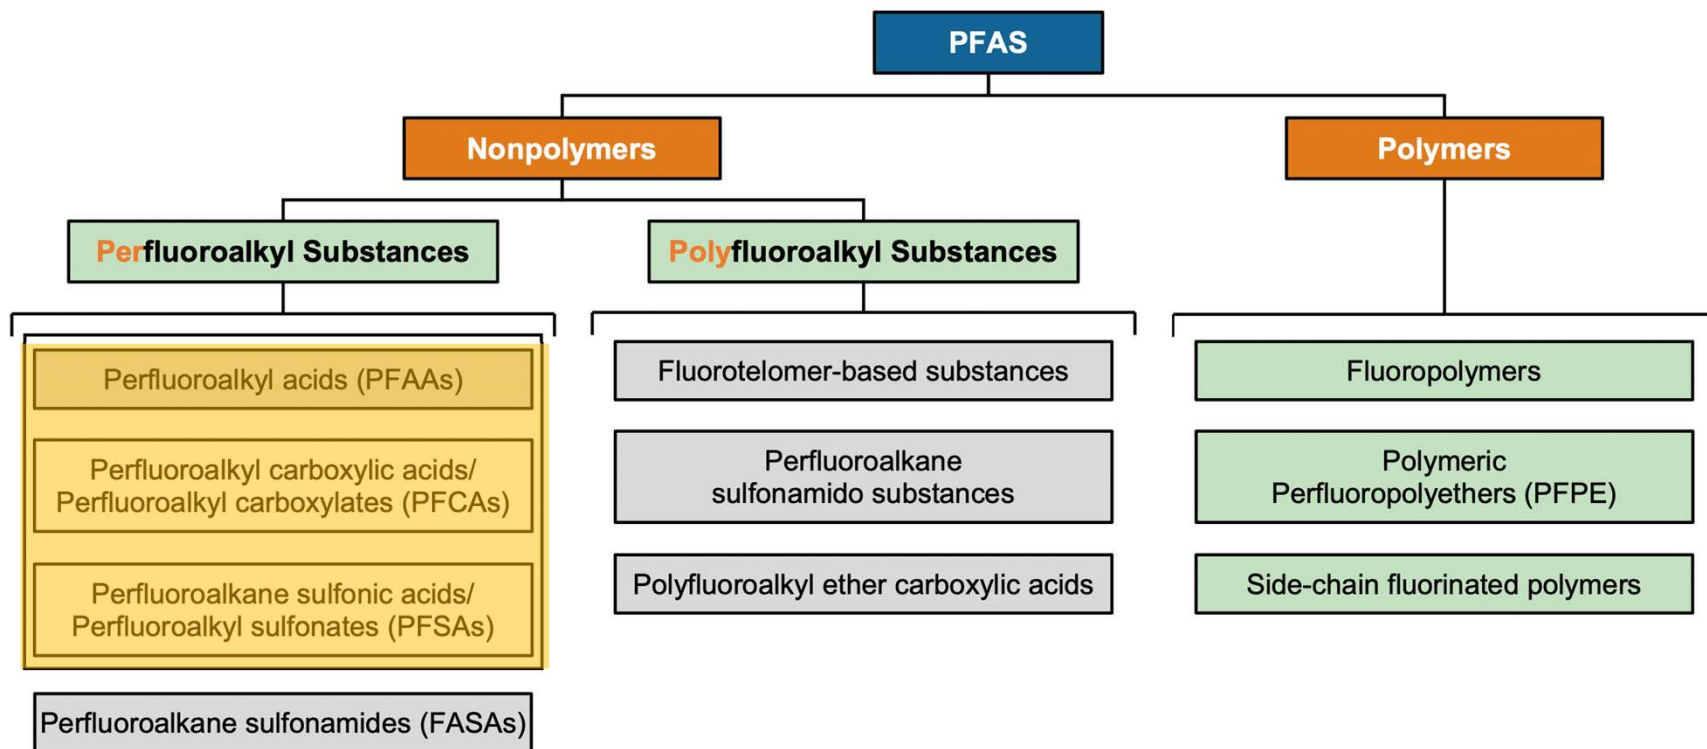 PFAS
Nonpolymers
Polymers
Perfluoroalkyl Substances
Polyfluoroalkyl Substances
Perfluoroalkyl acids (PFAAs)
Perfluoroalkyl carboxylic acids/
Perfluoroalkyl carboxylates (PFCAs)
Perfluoroalkane sulfonic acids/
Perfluoroalkyl sulfonates (PFSAs)
Perfluoroalkane sulfonamides (FASAs)
Fluorotelomer-based substances
Perfluoroalkane
sulfonamido substances
Polyfluoroalkyl ether carboxylic acids
Fluoropolymers
Polymeric
Perfluoropolyethers (PFPE)
Side-chain fluorinated polymers